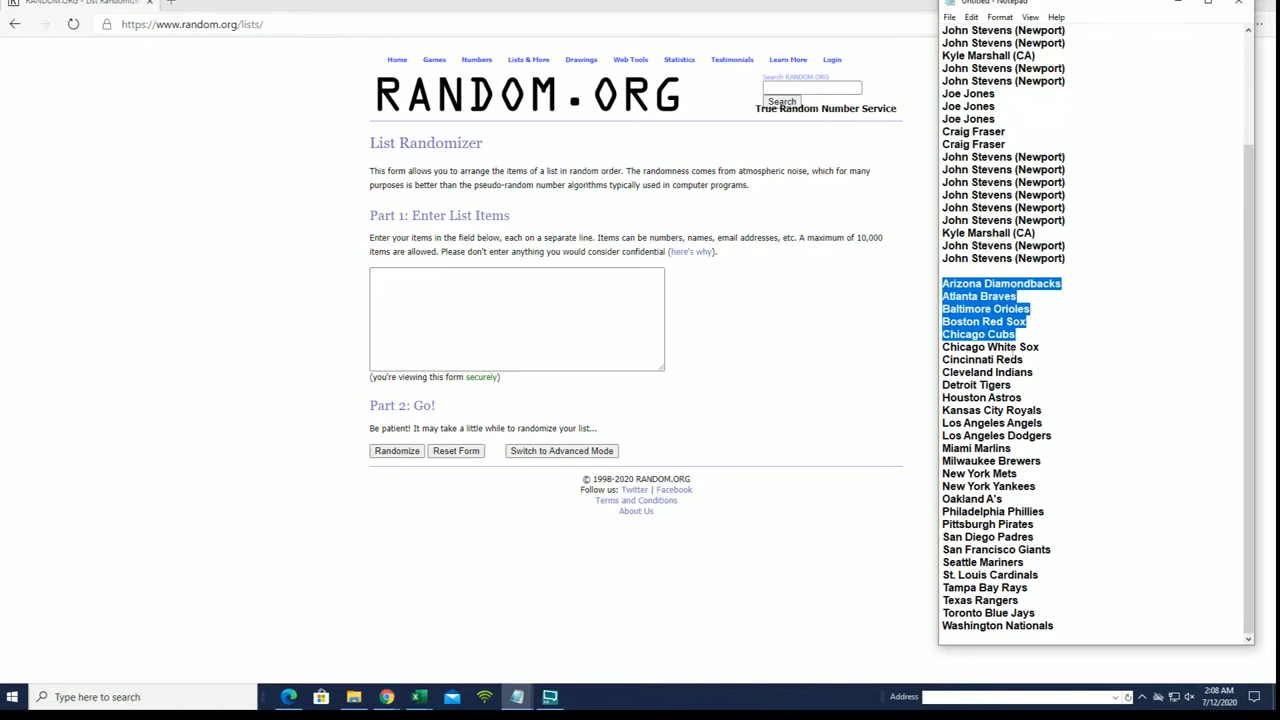 RANDOM.ORG - List Randomiz
https://www.random.org/lists/
Home Games Numbers Lists & More Drawings Web Tools Statistics Testimonials Learn More Login
RANDOM.ORG
Search RANDOM.ORG
Search
True Random Number Service
List Randomizer
This form allows you to arrange the items of a list in random order. The randomness comes from atmospheric noise, which for many
purposes is better than the pseudo-random number algorithms typically used in computer programs.
Part 1: Enter List Items
Enter your items in the field below, each on a separate line. Items can be numbers, names, email addresses, etc. A maximum of 10,000
items are allowed. Please don't enter anything you would consider confidential (here's why).
(you're viewing this form securely)
Part 2: Go!
Be patient! It may take a little while to randomize your list...
Randomize Reset Form Switch to Advanced Mode
© 1998-2020 RANDOM.ORG
Follow us: Twitter | Facebook
Terms and Conditions
About Us
Untitled - Notepad
File Edit Format View Help
John Stevens (Newport)
John Stevens (Newport)
Kyle Marshall (CA)
John Stevens (Newport)
John Stevens (Newport)
Joe Jones
Joe Jones
Joe Jones
Craig Fraser
Craig Fraser
John Stevens (Newport)
John Stevens (Newport)
John Stevens (Newport)
John Stevens (Newport)
John Stevens (Newport)
John Stevens (Newport)
Kyle Marshall (CA)
John Stevens (Newport)
John Stevens (Newport)
Arizona Diamondbacks
Atlanta Braves
Baltimore Orioles
Boston Red Sox
Chicago Cubs
Chicago White Sox
Cincinnati Reds
Cleveland Indians
Detroit Tigers
Houston Astros
Kansas City Royals
Los Angeles Angels
Los Angeles Dodgers
Miami Marlins
Milwaukee Brewers
New York Mets
New York Yankees
Oakland A's
Philadelphia Phillies
Pittsburgh Pirates
San Diego Padres
San Francisco Giants
Seattle Mariners
St. Louis Cardinals
Tampa Bay Rays
Texas Rangers
Toronto Blue Jays
Washington Nationals
Type here to search
Address
2:08 AM
7/12/2020